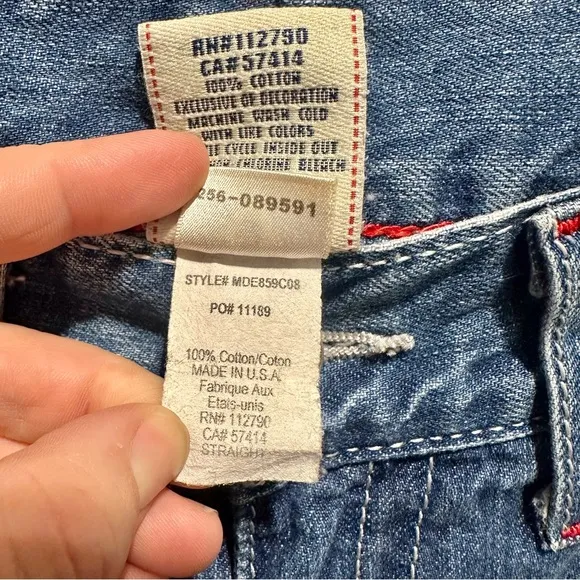 RN#112790
CA#57414
100% COTTON
EXCLUSIVE OF DECORATION
MACHINE WASH COLD
WITH LIKE COLORS
CYCLE INSIDE OUT
CHLORINE BLEACH
256-089591
STYLE# MDE859C08
PO# 11189
100% Cotton/Coton
MADE IN U.S.A.
Fabrique Aux
Etats-unis
RN# 112790
CA# 57414
STRAIGHT